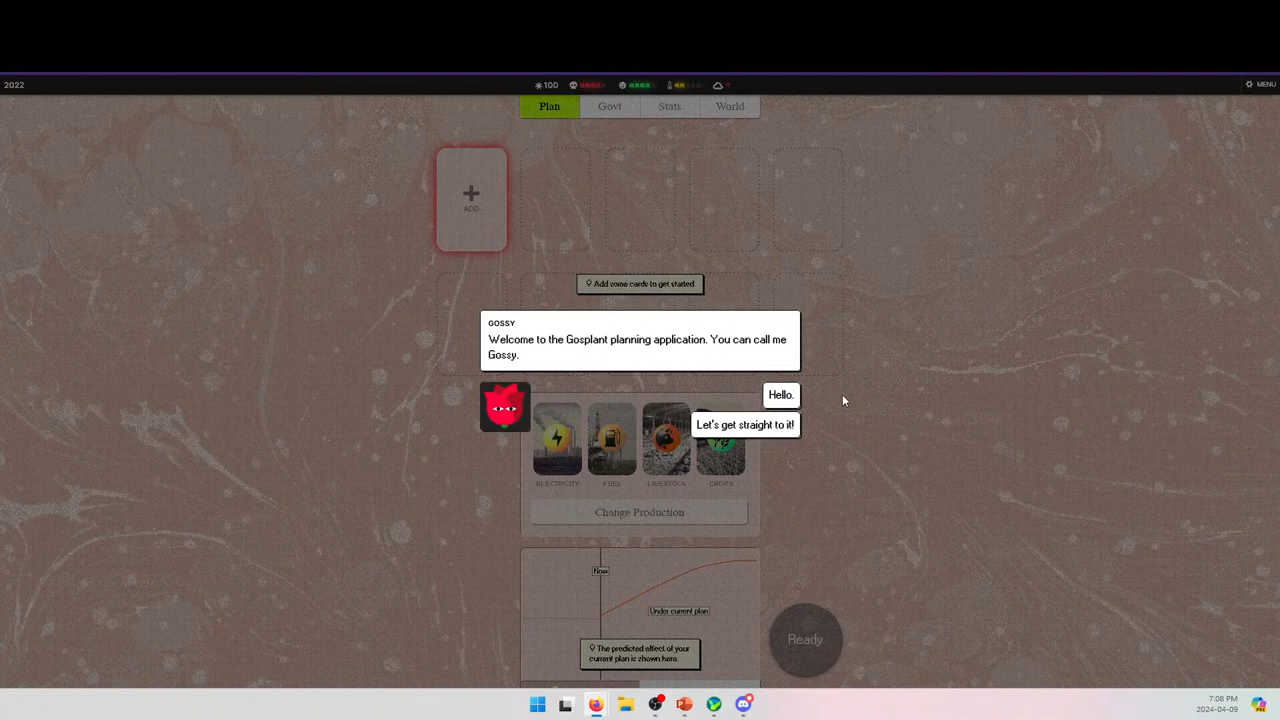 2022
100
MENU
Plan
Govt
Stats
World
ADD
Add some cards to get started
GOSSY
Welcome to the Gosplant planning application. You can call me
Gossy.
Hello.
Let's get straight to it!
ELECTRICITY
FUEL
LIVESTOCK
CROPS
Change Production
Now
Under current plan
The predicted effect of your
current plan is shown here.
Ready
7:08 PM
2024-04-09